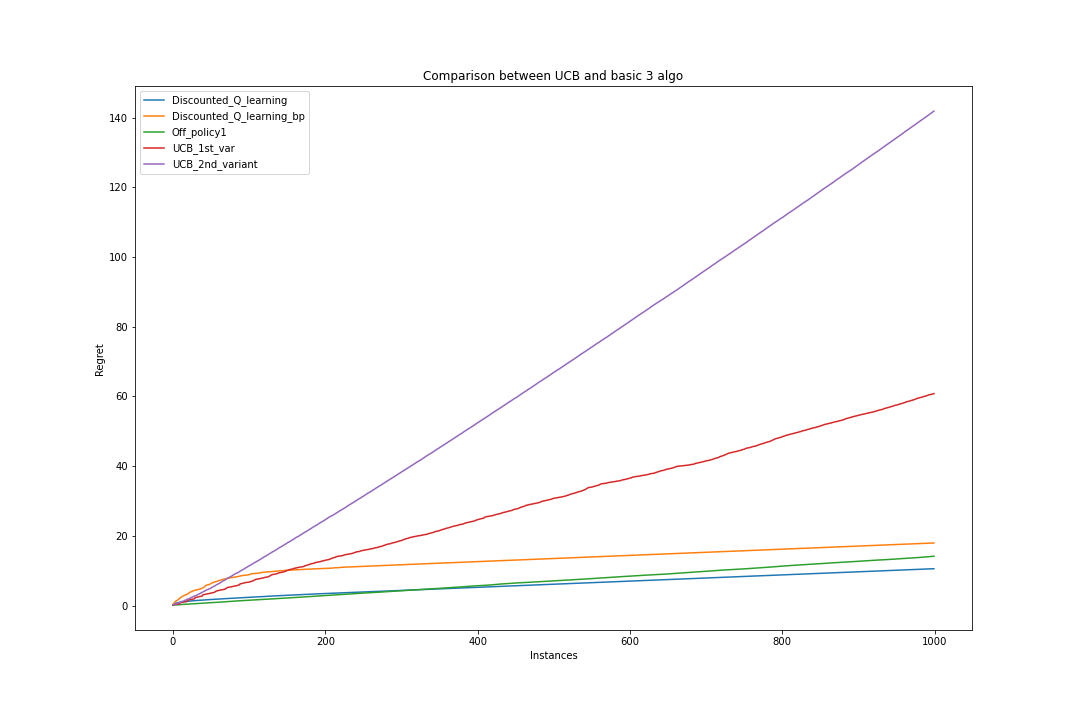 Comparison between UCB and basic 3 algo
Discounted_Q_learning
Discounted_Q_learning_bp
Off_policy1
UCB_1st_var
UCB_2nd_variant
140
120
100
80
60
40
20
0
Regret
0 200 400 600 800 1000
Instances